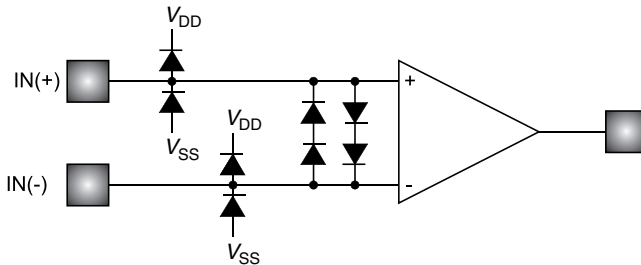 VDD
IN(+)
+
VSS
VDD
IN(-)
-
VSS